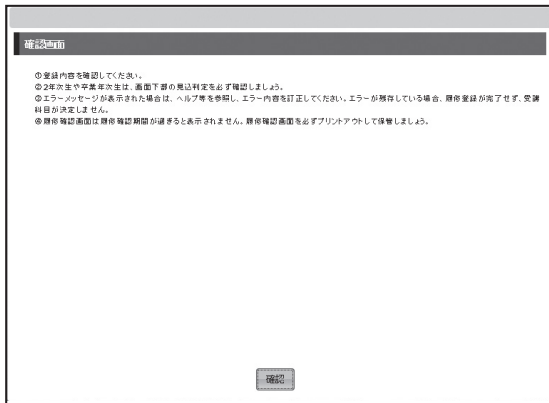 確認画面
①登録内容を確認してください。
②2年次生や卒業年次生は、画面下部の見込判定を必ず確認しましょう。
③エラーメッセージが表示された場合は、ヘルプ等を参照し、エラー内容を訂正してください。エラーが残存している場合、履修登録が完了せず、受講
科目が決定しません。
④履修確認画面は履修確認期間が過ぎると表示されません。履修確認画面を必ずプリントアウトして保管しましょう。
確認